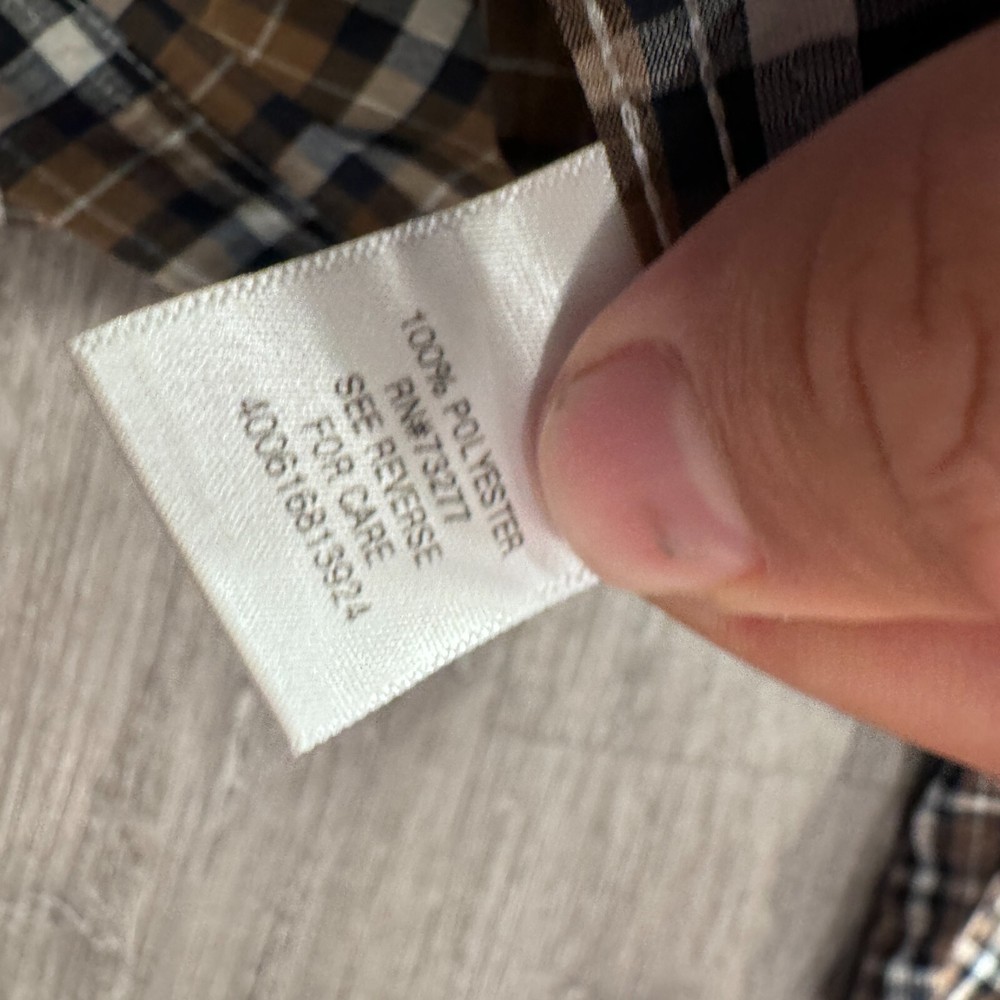 100% POLYESTER
RN#73277
SEE REVERSE
FOR CARE
400616813924